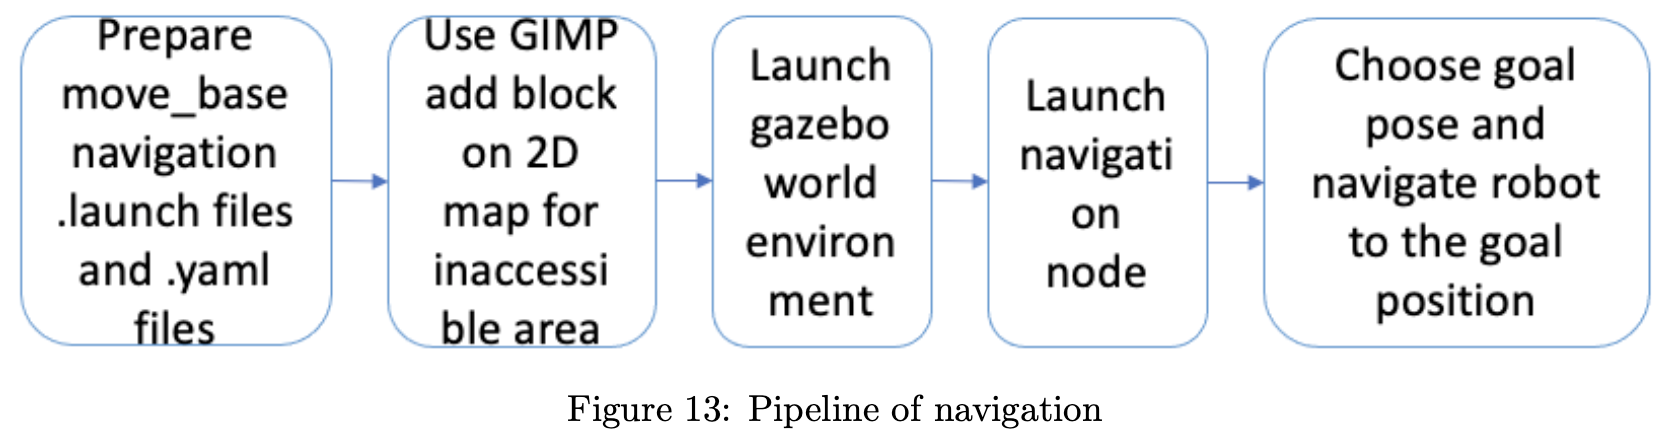 Prepare
move_base
navigation
.launch files
and .yaml
files
Use GIMP
add block
on 2D
map for
inaccessi
ble area
Launch
gazebo
world
environ
ment
Launch
navigati
on
node
Choose goal
pose and
navigate robot
to the goal
position
Figure 13: Pipeline of navigation